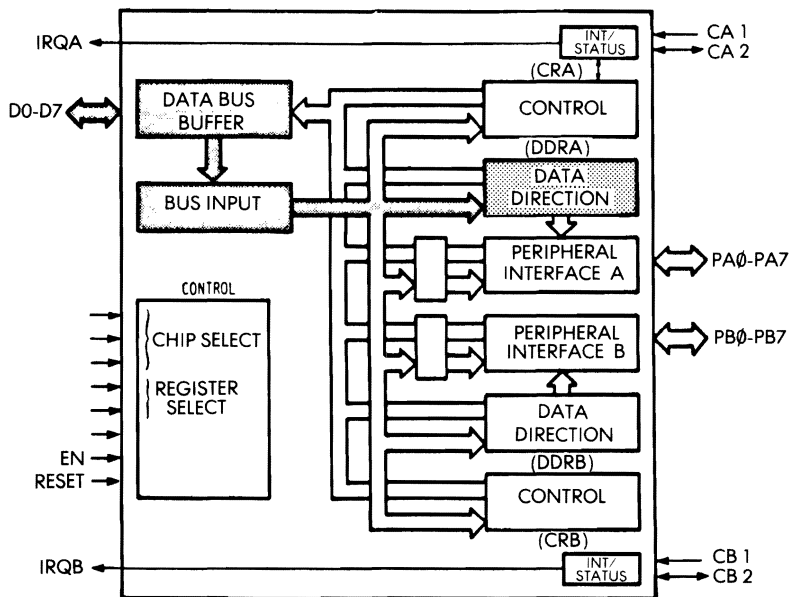 IRQA
INT/
STATUS
CA 1
CA 2
(CRA)
D0-D7
DATA BUS
BUFFER
CONTROL
(DDRA)
BUS INPUT
DATA
DIRECTION
PERIPHERAL
INTERFACE A
PAØ-PA7
CONTROL
CHIP SELECT
PERIPHERAL
INTERFACE B
PBØ-PB7
REGISTER
SELECT
DATA
DIRECTION
(DDRB)
EN
RESET
CONTROL
(CRB)
IRQB
INT/
STATUS
CB 1
CB 2